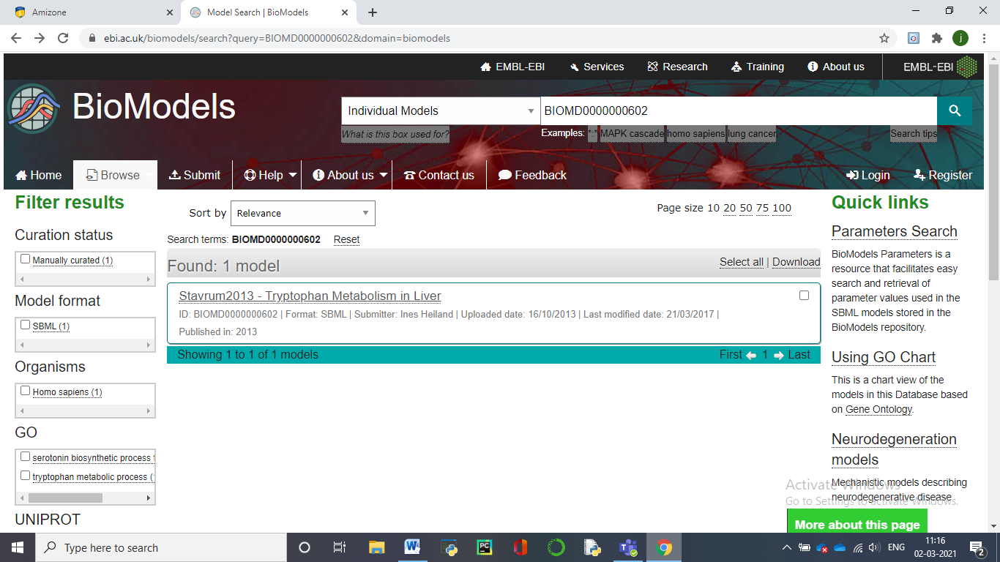 Amizone
Model Search | BioModels
ebi.ac.uk/biomodels/search?query=BIOMD0000000602&domain=biomodels
j
EMBL-EBI Services Research Training About us EMBL-EBI
BioModels
Individual Models
BIOMD0000000602
What is this box used for?
Examples: *:* MAPK cascade homo sapiens lung cancer
Search tips
Home Browse Submit Help About us Contact us Feedback Login Register
Filter results
Curation status
Manually curated (1)
Model format
SBML (1)
Organisms
Homo sapiens (1)
GO
serotonin biosynthetic process
tryptophan metabolic process (
UNIPROT
Sort by Relevance
Page size 10 20 50 75 100
Search terms: BIOMD0000000602 Reset
Found: 1 model
Select all | Download
Stavrum2013 - Tryptophan Metabolism in Liver
ID: BIOMD0000000602 | Format: SBML | Submitter: Ines Heiland | Uploaded date: 16/10/2013 | Last modified date: 21/03/2017 |
Published in: 2013
Showing 1 to 1 of 1 models
First 1 Last
Quick links
Parameters Search
BioModels Parameters is a
resource that facilitates easy
search and retrieval of
parameter values used in the
SBML models stored in the
BioModels repository.
Using GO Chart
This is a chart view of the
models in this Database based
on Gene Ontology.
Neurodegeneration
models
Mechanistic models describing
neurodegenerative disease
Activate Windows
Go to Settings to activate Windows.
More about this page
Type here to search
W
PC
ENG
11:16
02-03-2021
2